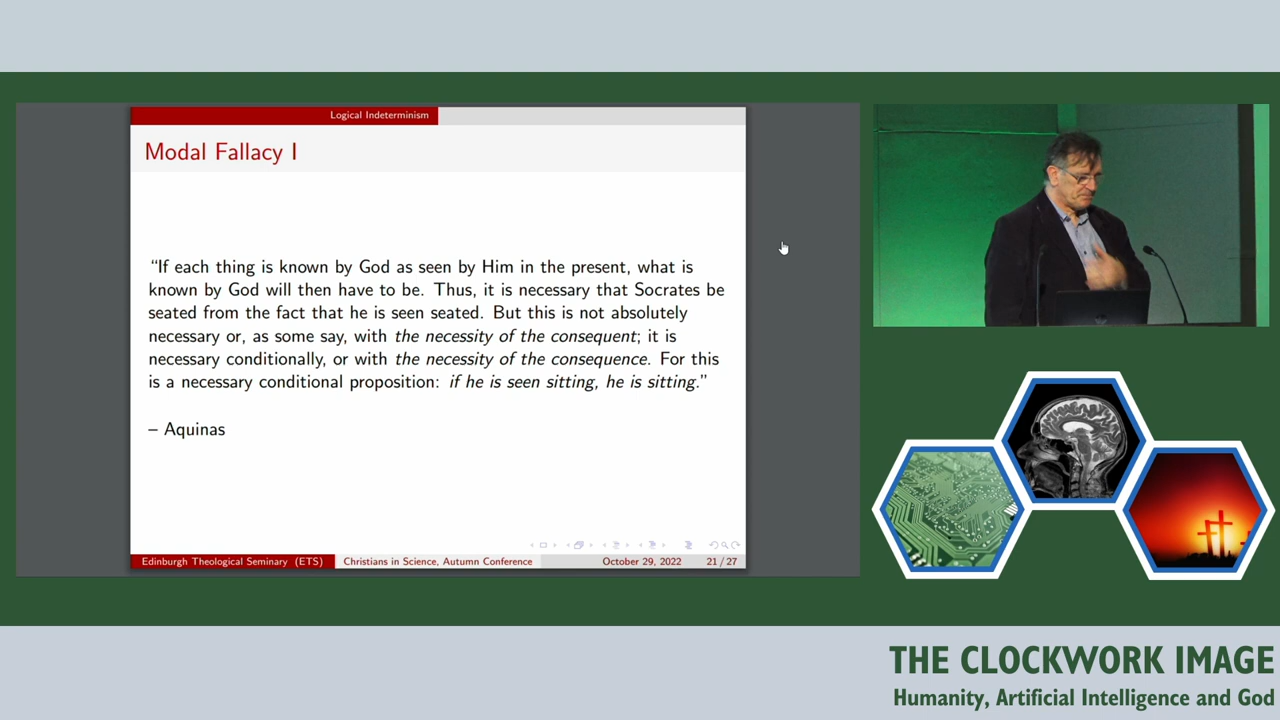 Logical Indeterminism
Modal Fallacy I
“If each thing is known by God as seen by Him in the present, what is
known by God will then have to be. Thus, it is necessary that Socrates be
seated from the fact that he is seen seated. But this is not absolutely
necessary or, as some say, with the necessity of the consequent; it is
necessary conditionally, or with the necessity of the consequence. For this
is a necessary conditional proposition: if he is seen sitting, he is sitting.”
– Aquinas
Edinburgh Theological Seminary (ETS) Christians in Science, Autumn Conference October 29, 2022 21 / 27
THE CLOCKWORK IMAGE
Humanity, Artificial Intelligence and God